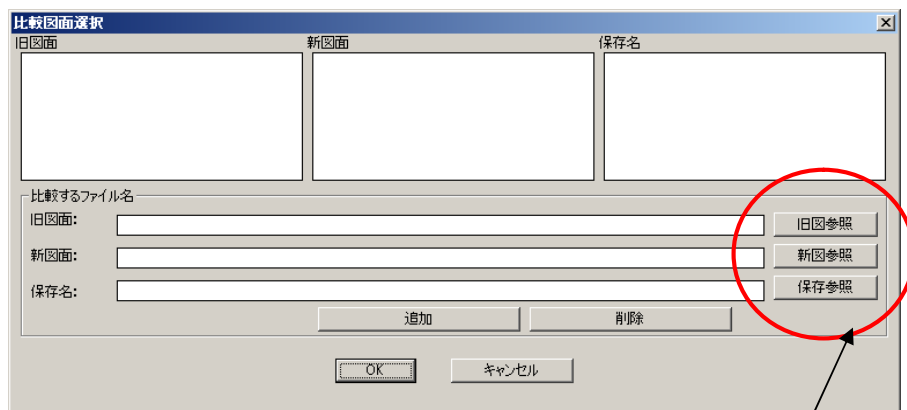 比較図面選択
旧図面 新図面 保存名
比較するファイル名
旧図面: 旧図参照
新図面: 新図参照
保存名: 保存参照
追加 削除
OK キャンセル